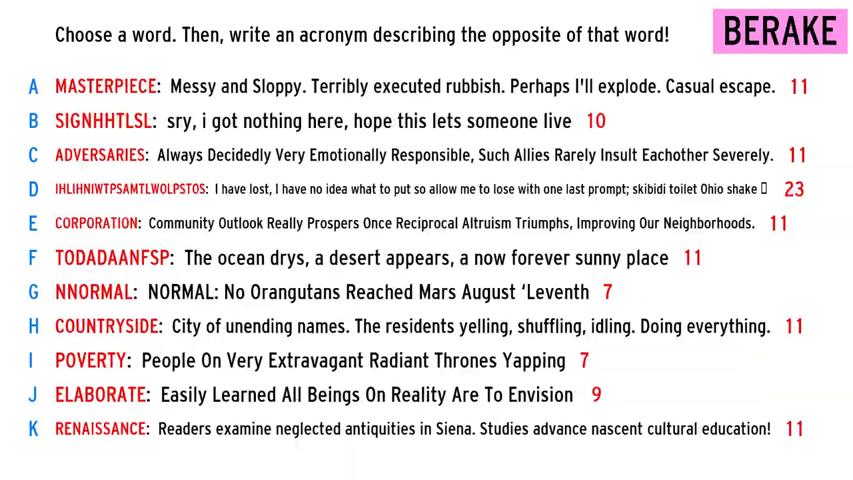 Choose a word. Then, write an acronym describing the opposite of that word!
BERAKE
A MASTERPIECE: Messy and Sloppy. Terribly executed rubbish. Perhaps I'll explode. Casual escape. 11
B SIGNHHTLSL: sry, i got nothing here, hope this lets someone live 10
C ADVERSARIES: Always Decidedly Very Emotionally Responsible, Such Allies Rarely Insult Eachother Severely. 11
D IHLIHNIWTPSAMTLWOLPSTOS: I have lost, I have no idea what to put so allow me to lose with one last prompt; skibidi toilet Ohio shake ▯ 23
E CORPORATION: Community Outlook Really Prospers Once Reciprocal Altruism Triumphs, Improving Our Neighborhoods. 11
F TODADAANFSP: The ocean drys, a desert appears, a now forever sunny place 11
G NNORMAL: NORMAL: No Orangutans Reached Mars August ‘Leventh 7
H COUNTRYSIDE: City of unending names. The residents yelling, shuffling, idling. Doing everything. 11
I POVERTY: People On Very Extravagant Radiant Thrones Yapping 7
J ELABORATE: Easily Learned All Beings On Reality Are To Envision 9
K RENAISSANCE: Readers examine neglected antiquities in Siena. Studies advance nascent cultural education! 11